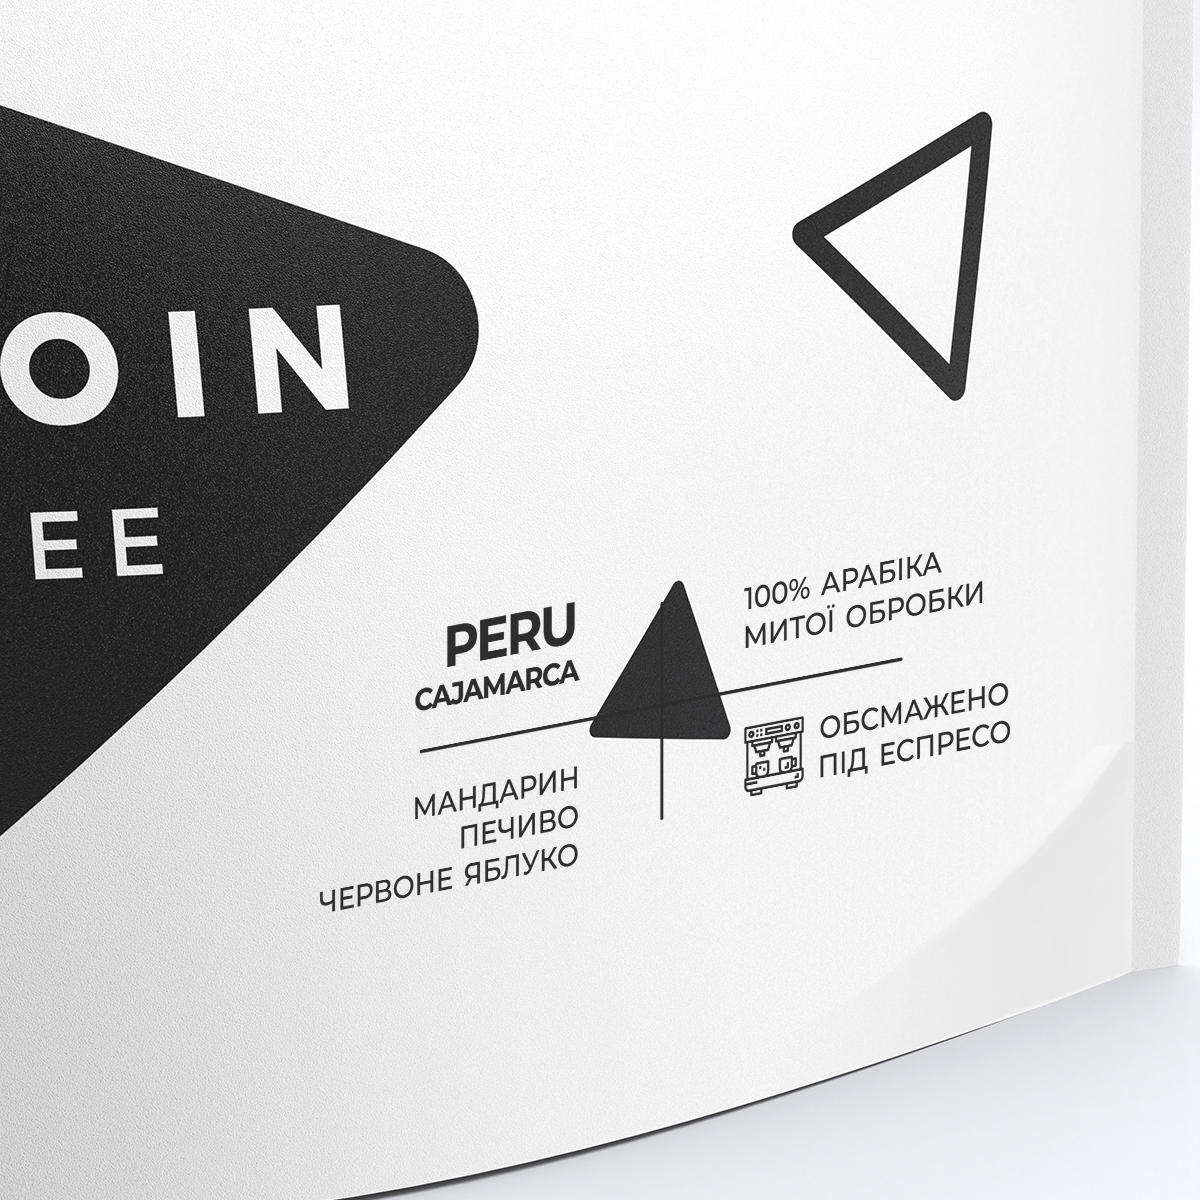 OIN
EE
PERU
CAJAMARCA
100% АРАБІКА
МИТОЇ ОБРОБКИ
МАНДАРИН
ПЕЧИВО
ЧЕРВОНЕ ЯБЛУКО
ОБСМАЖЕНО
ПІД ЕСПРЕСО